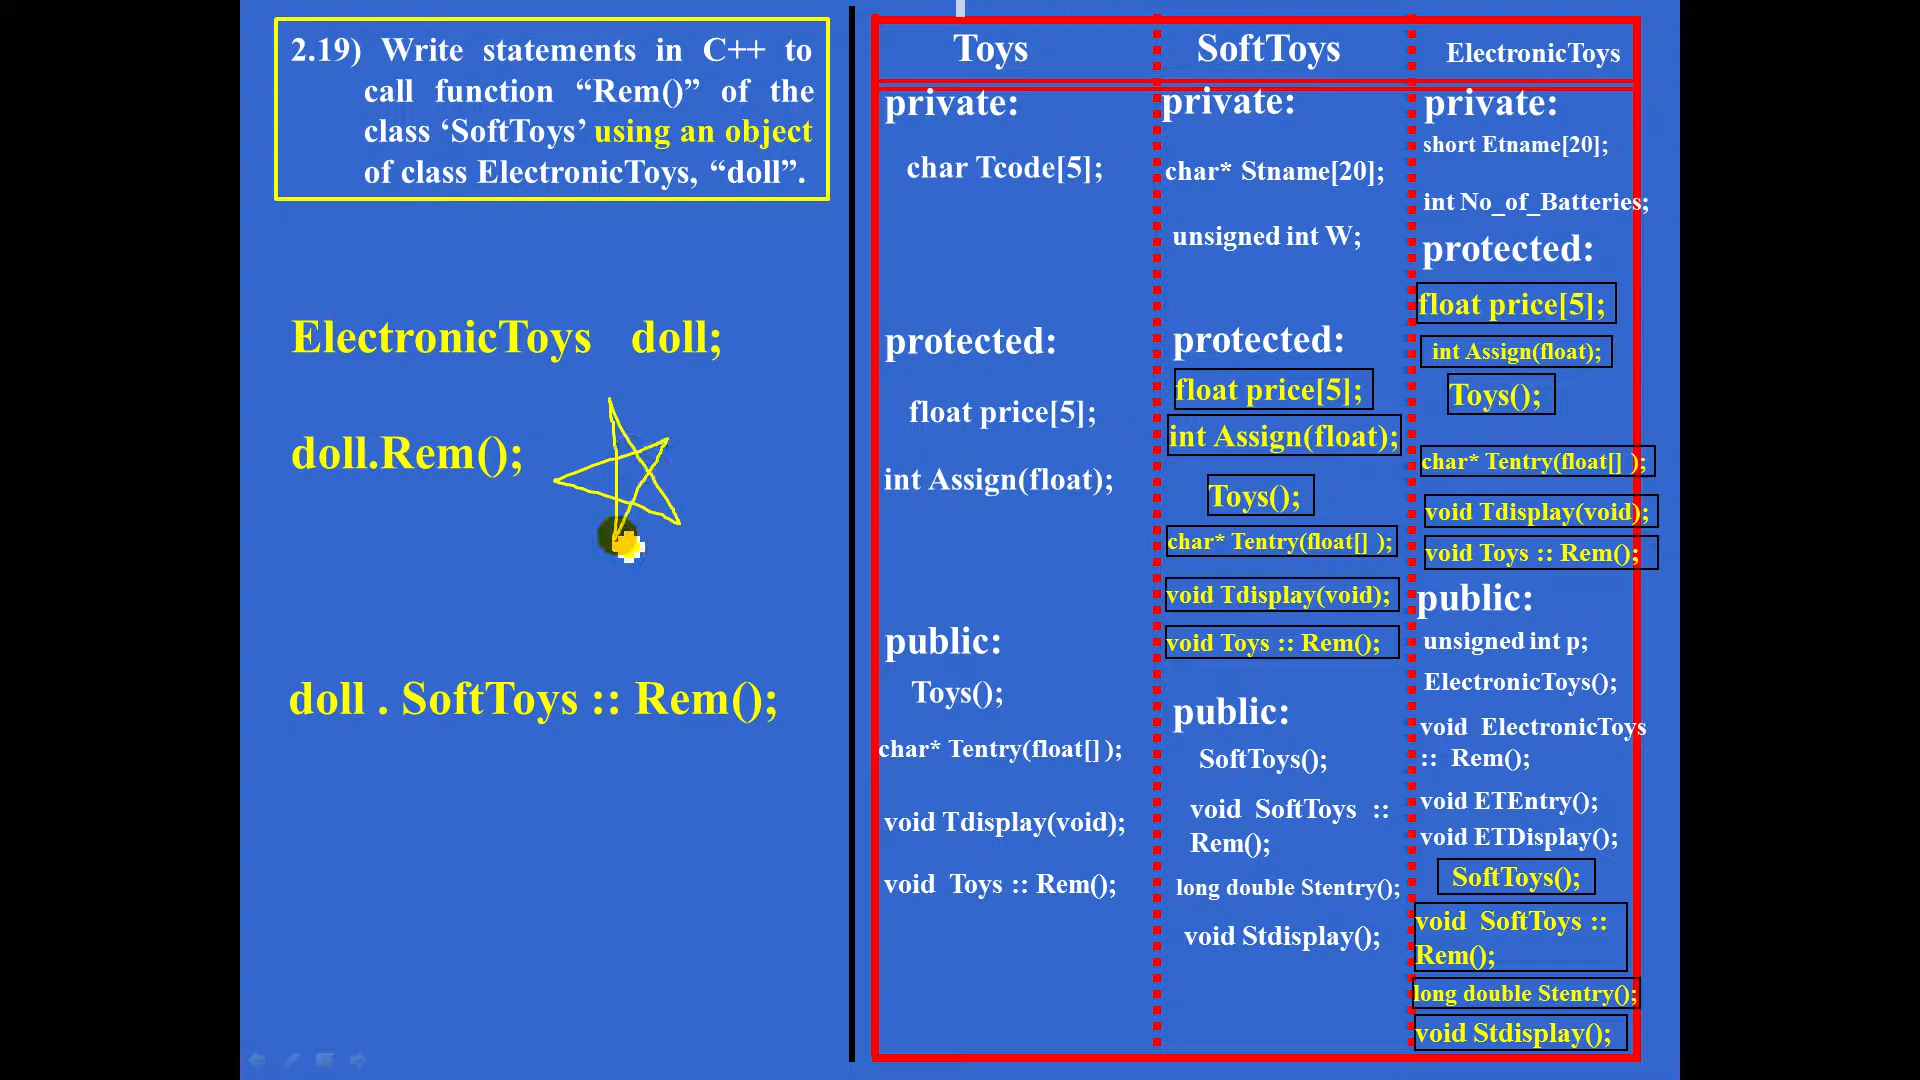 2.19) Write statements in C++ to
call function “Rem()” of the
class ‘SoftToys’ using an object
of class ElectronicToys, “doll”.
ElectronicToys doll;
doll.Rem();
doll . SoftToys :: Rem();
Toys
private:
char Tcode[5];
protected:
float price[5];
int Assign(float);
public:
Toys();
char* Tentry(float[] );
void Tdisplay(void);
void Toys :: Rem();
SoftToys
private:
char* Stname[20];
unsigned int W;
protected:
float price[5];
int Assign(float);
Toys();
char* Tentry(float[] );
void Tdisplay(void);
void Toys :: Rem();
public:
SoftToys();
void SoftToys ::
Rem();
long double Stentry();
void Stdisplay();
ElectronicToys
private:
short Etname[20];
int No_of_Batteries;
protected:
float price[5];
int Assign(float);
Toys();
char* Tentry(float[] );
void Tdisplay(void);
void Toys :: Rem();
public:
unsigned int p;
ElectronicToys();
void ElectronicToys
:: Rem();
void ETEntry();
void ETDisplay();
SoftToys();
void SoftToys ::
Rem();
long double Stentry();
void Stdisplay();